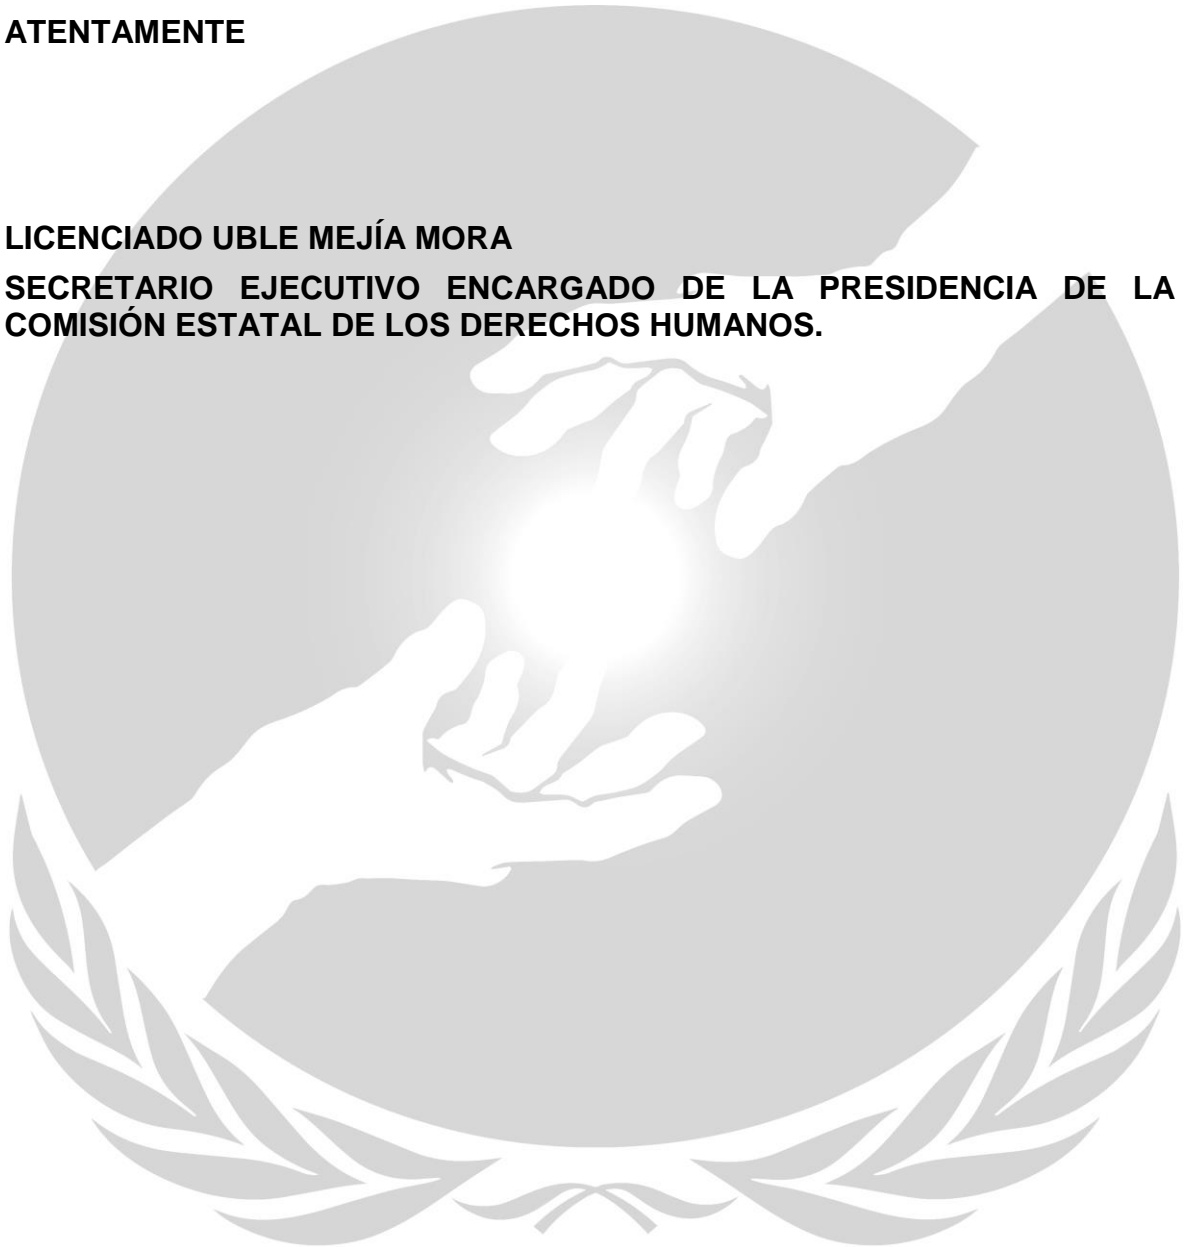 ATENTAMENTE
LICENCIADO UBLE MEJÍA MORA
SECRETARIO EJECUTIVO ENCARGADO DE LA PRESIDENCIA DE LA
COMISIÓN ESTATAL DE LOS DERECHOS HUMANOS.